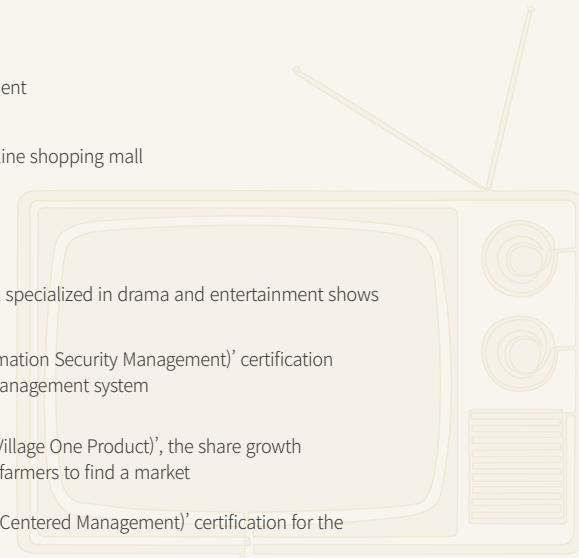 ent
ine shopping mall
specialized in drama and entertainment shows
mation Security Management)’ certification
anagement system
Village One Product)’, the share growth
farmers to find a market
Centered Management)’ certification for the